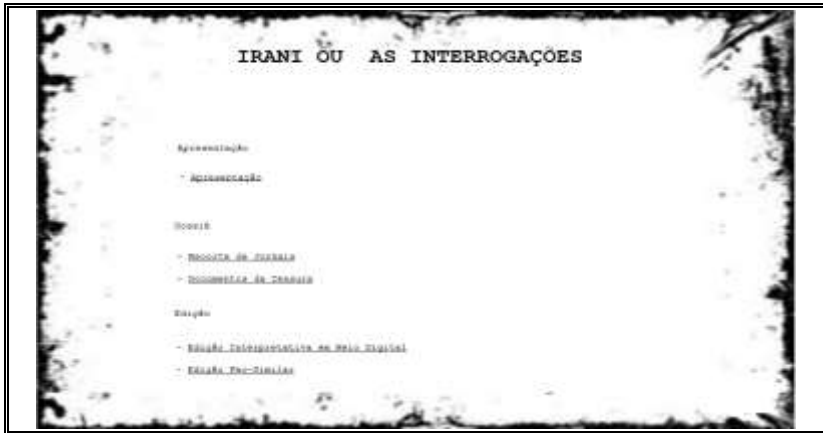 IRANI OU AS INTERROGAÇÕES
Apresentação
- Apresentação
Dossiê
- Recorte de Jornais
- Documentos da Censura
Edição
- Edição Interpretativa em Meio Digital
- Edição Fac-Similar